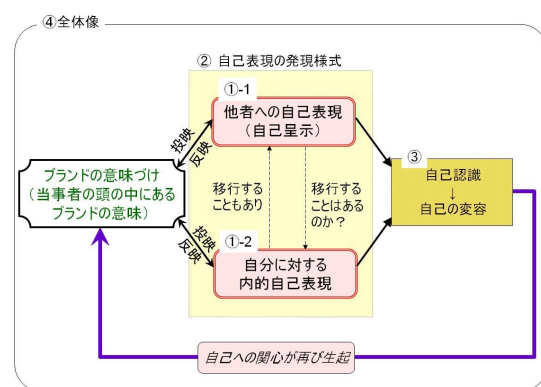 ④全体像
② 自己表現の発現様式
①-1
他者への自己表現
(自己呈示)
投映
反映
ブランドの意味づけ
(当事者の頭の中にある
ブランドの意味)
移行する
こともあり
移行する
ことはある
のか？
③
自己認識
↓
自己の変容
投映
反映
①-2
自分に対する
内的自己表現
自己への関心が再び生起